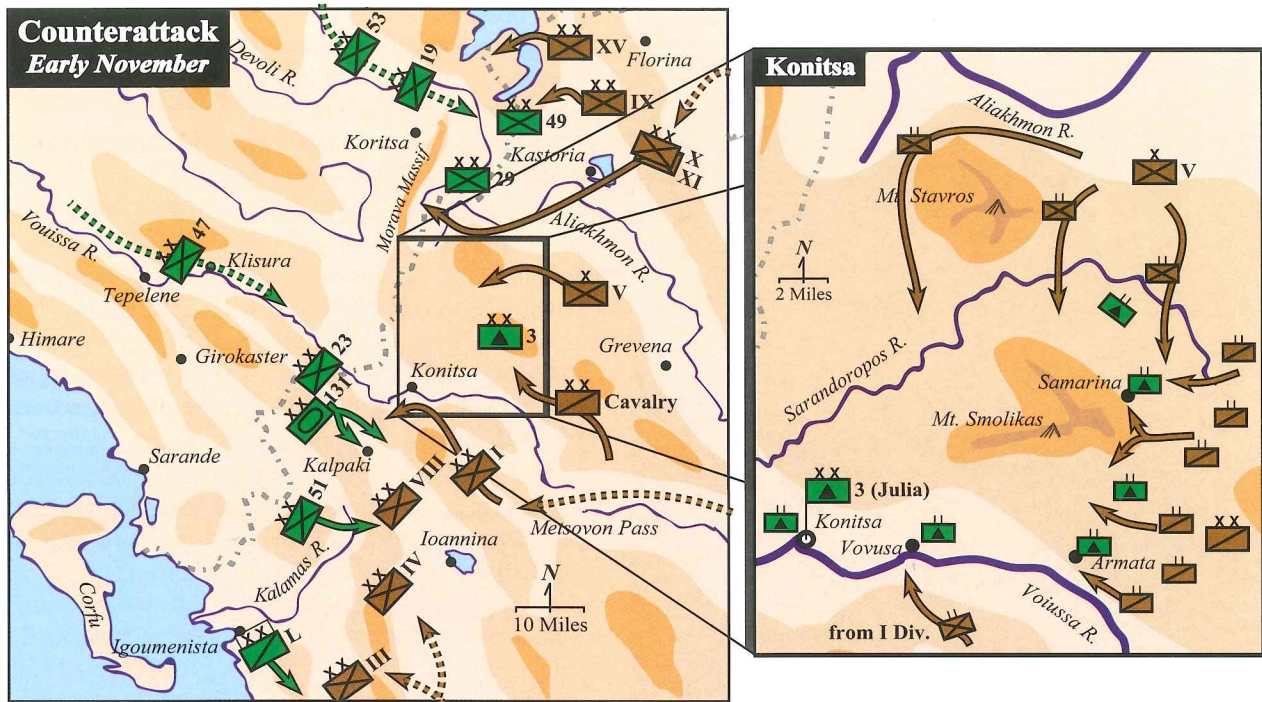 Counterattack
Early November
Devoli R.
53
19
XV
Florina
IX
49
Koritsa
Kastoria
X
XI
29
Morava Massif
Aliakhmon R.
Vouissa R.
47
Klisura
Tepelene
V
Himare
Girokaster
23
3
Grevena
Konitsa
131
Cavalry
Sarande
Kalpaki
VIII
I
51
Metsovon Pass
Ioannina
Kalamas R.
IV
N
10 Miles
Corfu
Igoumenista
L
III
Konitsa
Aliakhmon R.
V
Mt. Stavros
N
2 Miles
Sarandoropos R.
Samarina
Mt. Smolikas
3 (Julia)
Konitsa
Vovusa
Armata
Voiussa R.
from I Div.